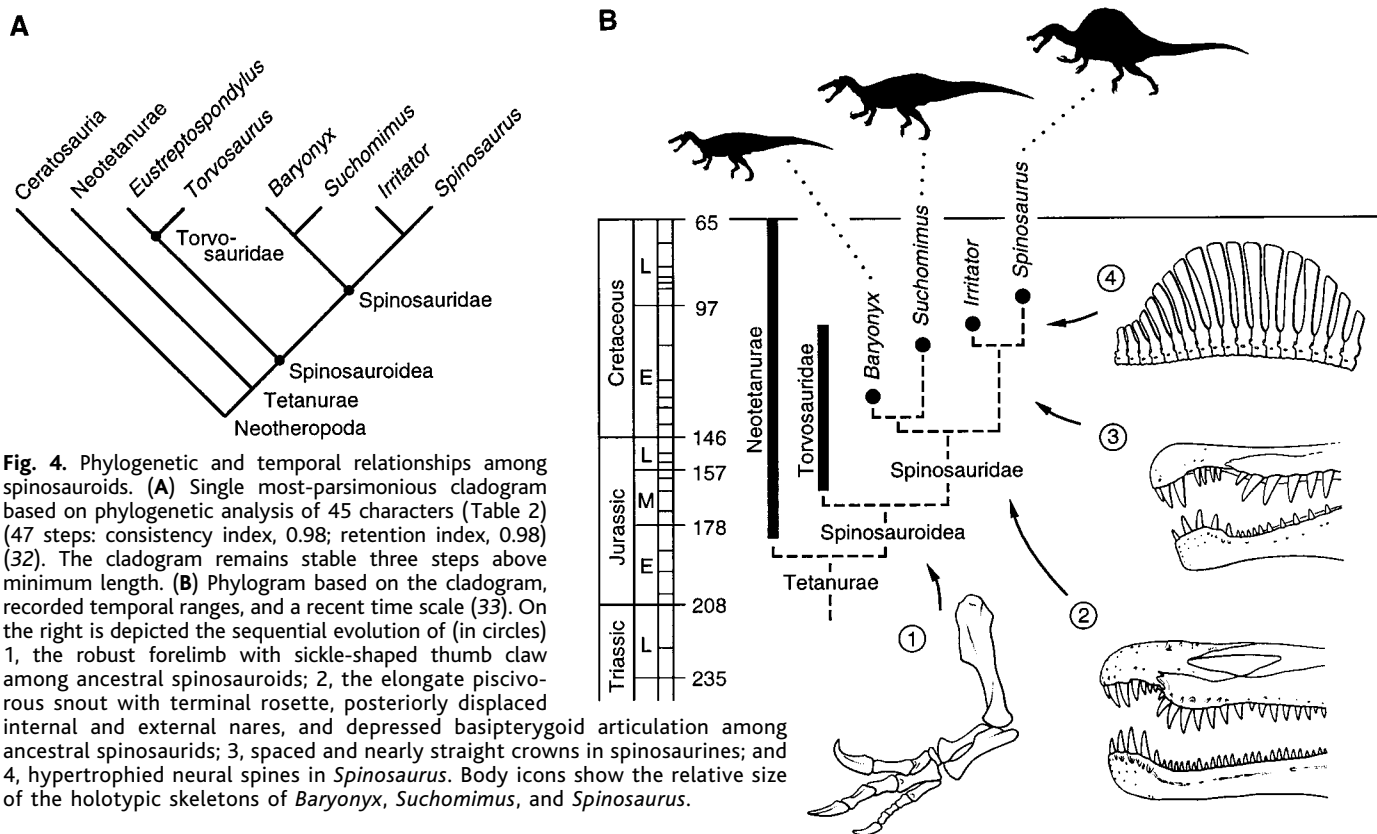 A
Ceratosauria
Neotetanurae
Eustreptospondylus
Torvosaurus
Baryonyx
Suchomimus
Irritator
Spinosaurus
Torvo-
sauridae
Spinosauridae
Spinosauroidea
Tetanurae
Neotheropoda
Fig. 4. Phylogenetic and temporal relationships among
spinosauroids. (A) Single most-parsimonious cladogram
based on phylogenetic analysis of 45 characters (Table 2)
(47 steps: consistency index, 0.98; retention index, 0.98)
(32). The cladogram remains stable three steps above
minimum length. (B) Phylogram based on the cladogram,
recorded temporal ranges, and a recent time scale (33). On
the right is depicted the sequential evolution of (in circles)
1, the robust forelimb with sickle-shaped thumb claw
among ancestral spinosauroids; 2, the elongate piscivo-
rous snout with terminal rosette, posteriorly displaced
internal and external nares, and depressed basipterygoid articulation among
ancestral spinosaurids; 3, spaced and nearly straight crowns in spinosaurines; and
4, hypertrophied neural spines in Spinosaurus. Body icons show the relative size
of the holotypic skeletons of Baryonyx, Suchomimus, and Spinosaurus.
B
Cretaceous
L
E
Jurassic
L
M
E
Triassic
L
65
97
146
157
178
208
235
Neotetanurae
Torvosauridae
Baryonyx
Suchomimus
Irritator
Spinosaurus
Spinosauridae
Spinosauroidea
Tetanurae
4
3
2
1